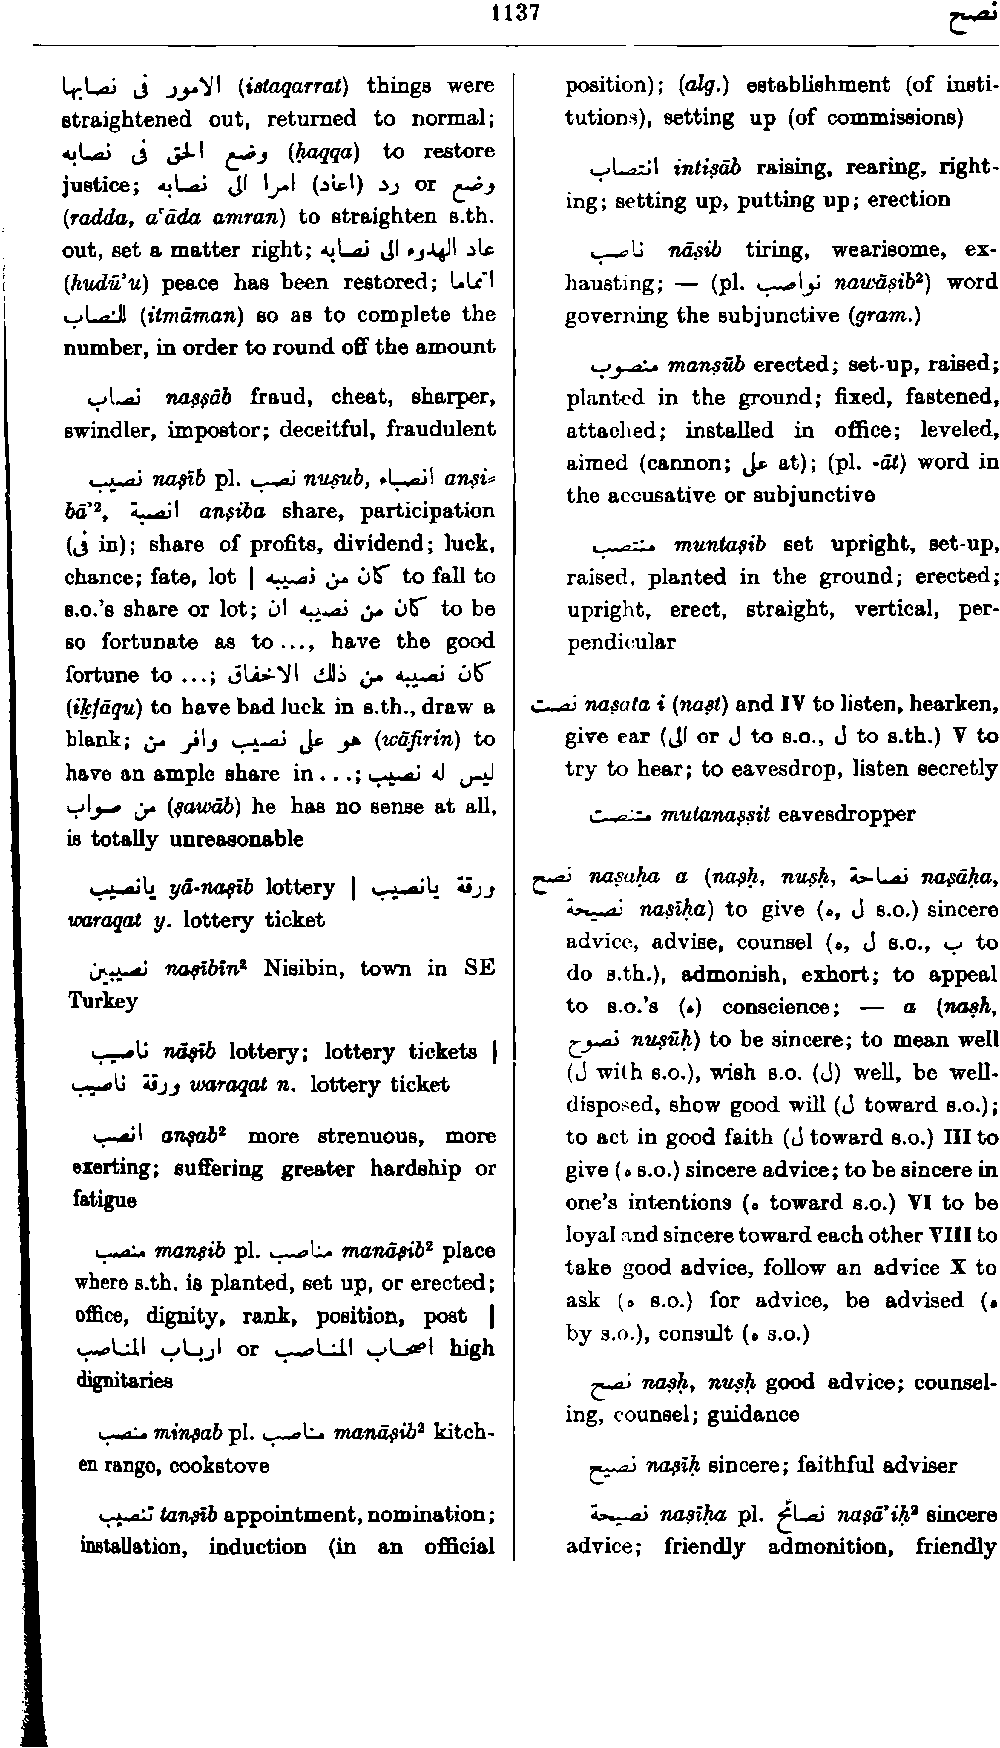 1137
نصح
الامور فى نصابها (istaqarrat) things were
straightened out, returned to normal;
وضع الحق فى نصابه (ḥaqqa) to restore
justice; وضع or رد (اعاد) امرا الى نصابه
(radda, aʿāda amran) to straighten s.th.
out, set a matter right; عاد الهدوء الى نصابه
(hudū’u) peace has been restored; اتماما
للنصاب (itmāman) so as to complete the
number, in order to round off the amount
نصاب naṣṣāb fraud, cheat, sharper,
swindler, impostor; deceitful, fraudulent
نصيب naṣīb pl. نصب nuṣub, انصباء anṣi-
bā’², انصبة anṣiba share, participation
(فى in); share of profits, dividend; luck,
chance; fate, lot | كان من نصيبه to fall to
s.o.’s share or lot; كان من نصيبه ان to be
so fortunate as to ..., have the good
fortune to ...; كان نصيبه من ذلك الاخفاق
(iḵfāqu) to have bad luck in s.th., draw a
blank; هو على نصيب وافر من (wāfirin) to
have an ample share in ...; ليس له نصيب
من صواب (ṣawāb) he has no sense at all,
is totally unreasonable
يانصيب yā-naṣīb lottery | ورقة يانصيب
waraqat y. lottery ticket
نصيبين naṣībīn² Nisibin, town in SE
Turkey
ناصيب nāṣīb lottery; lottery tickets |
ورقة ناصيب waraqat n. lottery ticket
انصب anṣab² more strenuous, more
exerting; suffering greater hardship or
fatigue
منصب manṣib pl. مناصب manāṣib² place
where s.th. is planted, set up, or erected;
office, dignity, rank, position, post |
ارباب المناصب or اصحاب المناصب high
dignitaries
منصب minṣab pl. مناصب manāṣib² kitch-
en range, cookstove
تنصيب tanṣīb appointment, nomination;
installation, induction (in an official
position); (alg.) establishment (of insti-
tutions), setting up (of commissions)
انتصاب intiṣāb raising, rearing, right-
ing; setting up, putting up; erection
ناصب nāṣib tiring, wearisome, ex-
hausting; — (pl. نواصب nawāṣib²) word
governing the subjunctive (gram.)
منصوب manṣūb erected; set-up, raised;
planted in the ground; fixed, fastened,
attached; installed in office; leveled,
aimed (cannon; على at); (pl. -āt) word in
the accusative or subjunctive
منتصب muntaṣib set upright, set-up,
raised, planted in the ground; erected;
upright, erect, straight, vertical, per-
pendicular
نصت naṣata i (naṣt) and IV to listen, hearken,
give ear (الى or ل to s.o., ل to s.th.) V to
try to hear; to eavesdrop, listen secretly
متنصت mutanaṣṣit eavesdropper
نصح naṣaḥa a (naṣḥ, nuṣḥ, نصاحة naṣāḥa,
نصيحة naṣīḥa) to give (ه, ل s.o.) sincere
advice, advise, counsel (ه, ل s.o., ب to
do s.th.), admonish, exhort; to appeal
to s.o.’s (ه) conscience; — a (naṣḥ,
نصوح nuṣūḥ) to be sincere; to mean well
(ل with s.o.), wish s.o. (ل) well, be well-
disposed, show good will (ل toward s.o.);
to act in good faith (ل toward s.o.) III to
give (ه s.o.) sincere advice; to be sincere in
one’s intentions (ه toward s.o.) VI to be
loyal and sincere toward each other VIII to
take good advice, follow an advice X to
ask (ه s.o.) for advice, be advised (ه
by s.o.), consult (ه s.o.)
نصح naṣḥ, nuṣḥ good advice; counsel-
ing, counsel; guidance
نصيح naṣīḥ sincere; faithful adviser
نصيحة naṣīḥa pl. نصائح naṣā’iḥ² sincere
advice; friendly admonition, friendly